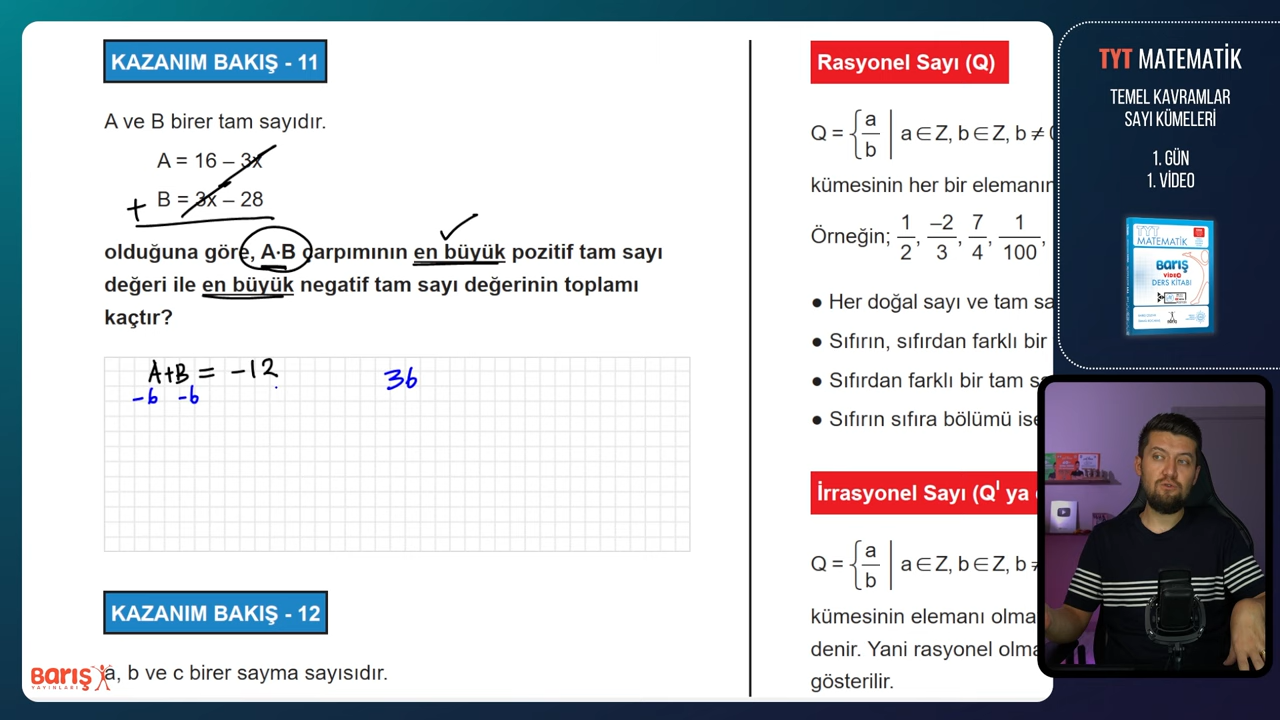 KAZANIM BAKIŞ - 11
A ve B birer tam sayıdır.
A = 16 – 3x
B = 3x – 28
+
olduğuna göre, A·B çarpımının en büyük pozitif tam sayı
değeri ile en büyük negatif tam sayı değerinin toplamı
kaçtır?
A+B = -12
-6 -6
36
KAZANIM BAKIŞ - 12
a, b ve c birer sayma sayısıdır.
BARIŞ
YAYINLARI
Rasyonel Sayı (Q)
Q = { a/b | a ∈ Z, b ∈ Z, b ≠
kümesinin her bir elemanı
Örneğin; 1/2, -2/3, 7/4, 1/100,
● Her doğal sayı ve tam
● Sıfırın, sıfırdan farklı bir
● Sıfırdan farklı bir tam
● Sıfırın sıfıra bölümü ise
İrrasyonel Sayı (Qᴵ ya
Q = { a/b | a ∈ Z, b ∈ Z, b ≠
kümesinin elemanı olma
denir. Yani rasyonel olma
gösterilir.
TYT MATEMATİK
TEMEL KAVRAMLAR
SAYI KÜMELERİ
1. GÜN
1. VİDEO
TYT
MATEMATİK
BARIŞ
VİDEO
DERS KİTABI